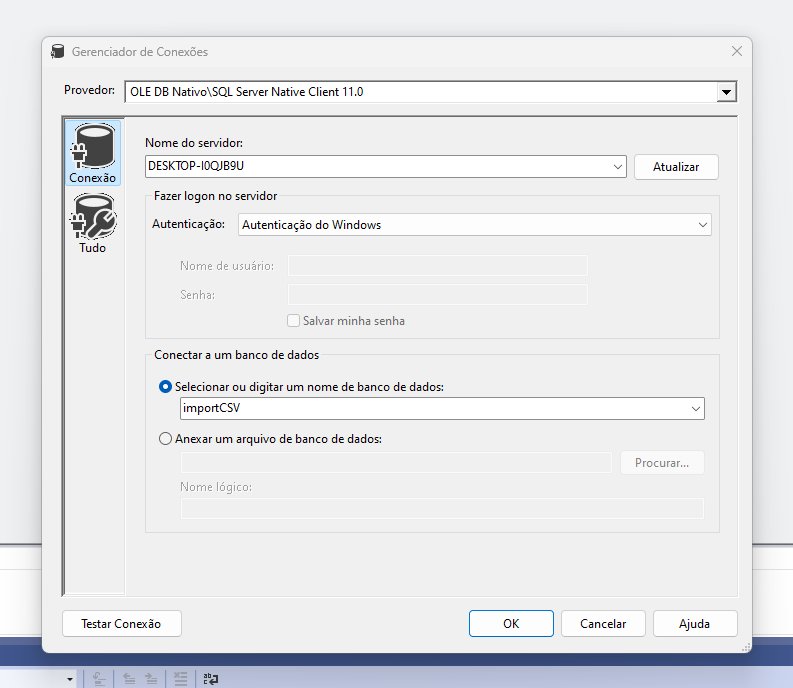 Gerenciador de Conexões
Provedor: OLE DB Nativo\SQL Server Native Client 11.0
Conexão
Tudo
Nome do servidor:
DESKTOP-I0QJB9U
Atualizar
Fazer logon no servidor
Autenticação: Autenticação do Windows
Nome de usuário:
Senha:
Salvar minha senha
Conectar a um banco de dados
Selecionar ou digitar um nome de banco de dados:
importCSV
Anexar um arquivo de banco de dados:
Procurar...
Nome lógico:
Testar Conexão
OK
Cancelar
Ajuda